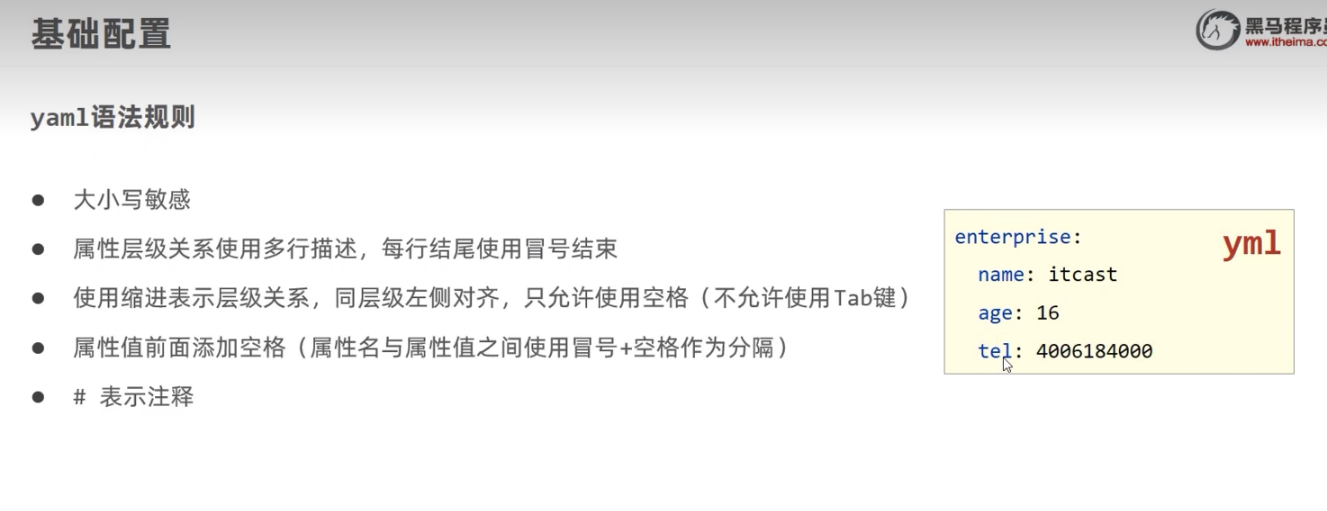 基础配置
黑马程序员
www.itheima.co
yaml语法规则
● 大小写敏感
● 属性层级关系使用多行描述，每行结尾使用冒号结束
● 使用缩进表示层级关系，同层级左侧对齐，只允许使用空格（不允许使用Tab键）
● 属性值前面添加空格（属性名与属性值之间使用冒号+空格作为分隔）
● # 表示注释
enterprise:
yml
name: itcast
age: 16
tel: 4006184000